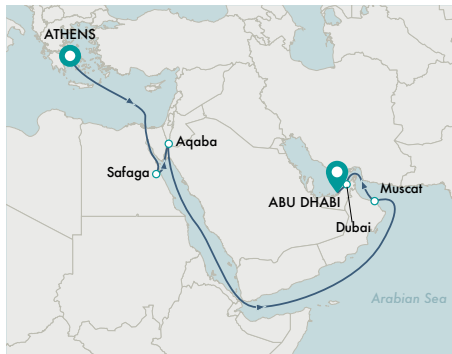 ATHENS
Aqaba
Safaga
Muscat
ABU DHABI
Dubai
Arabian Sea